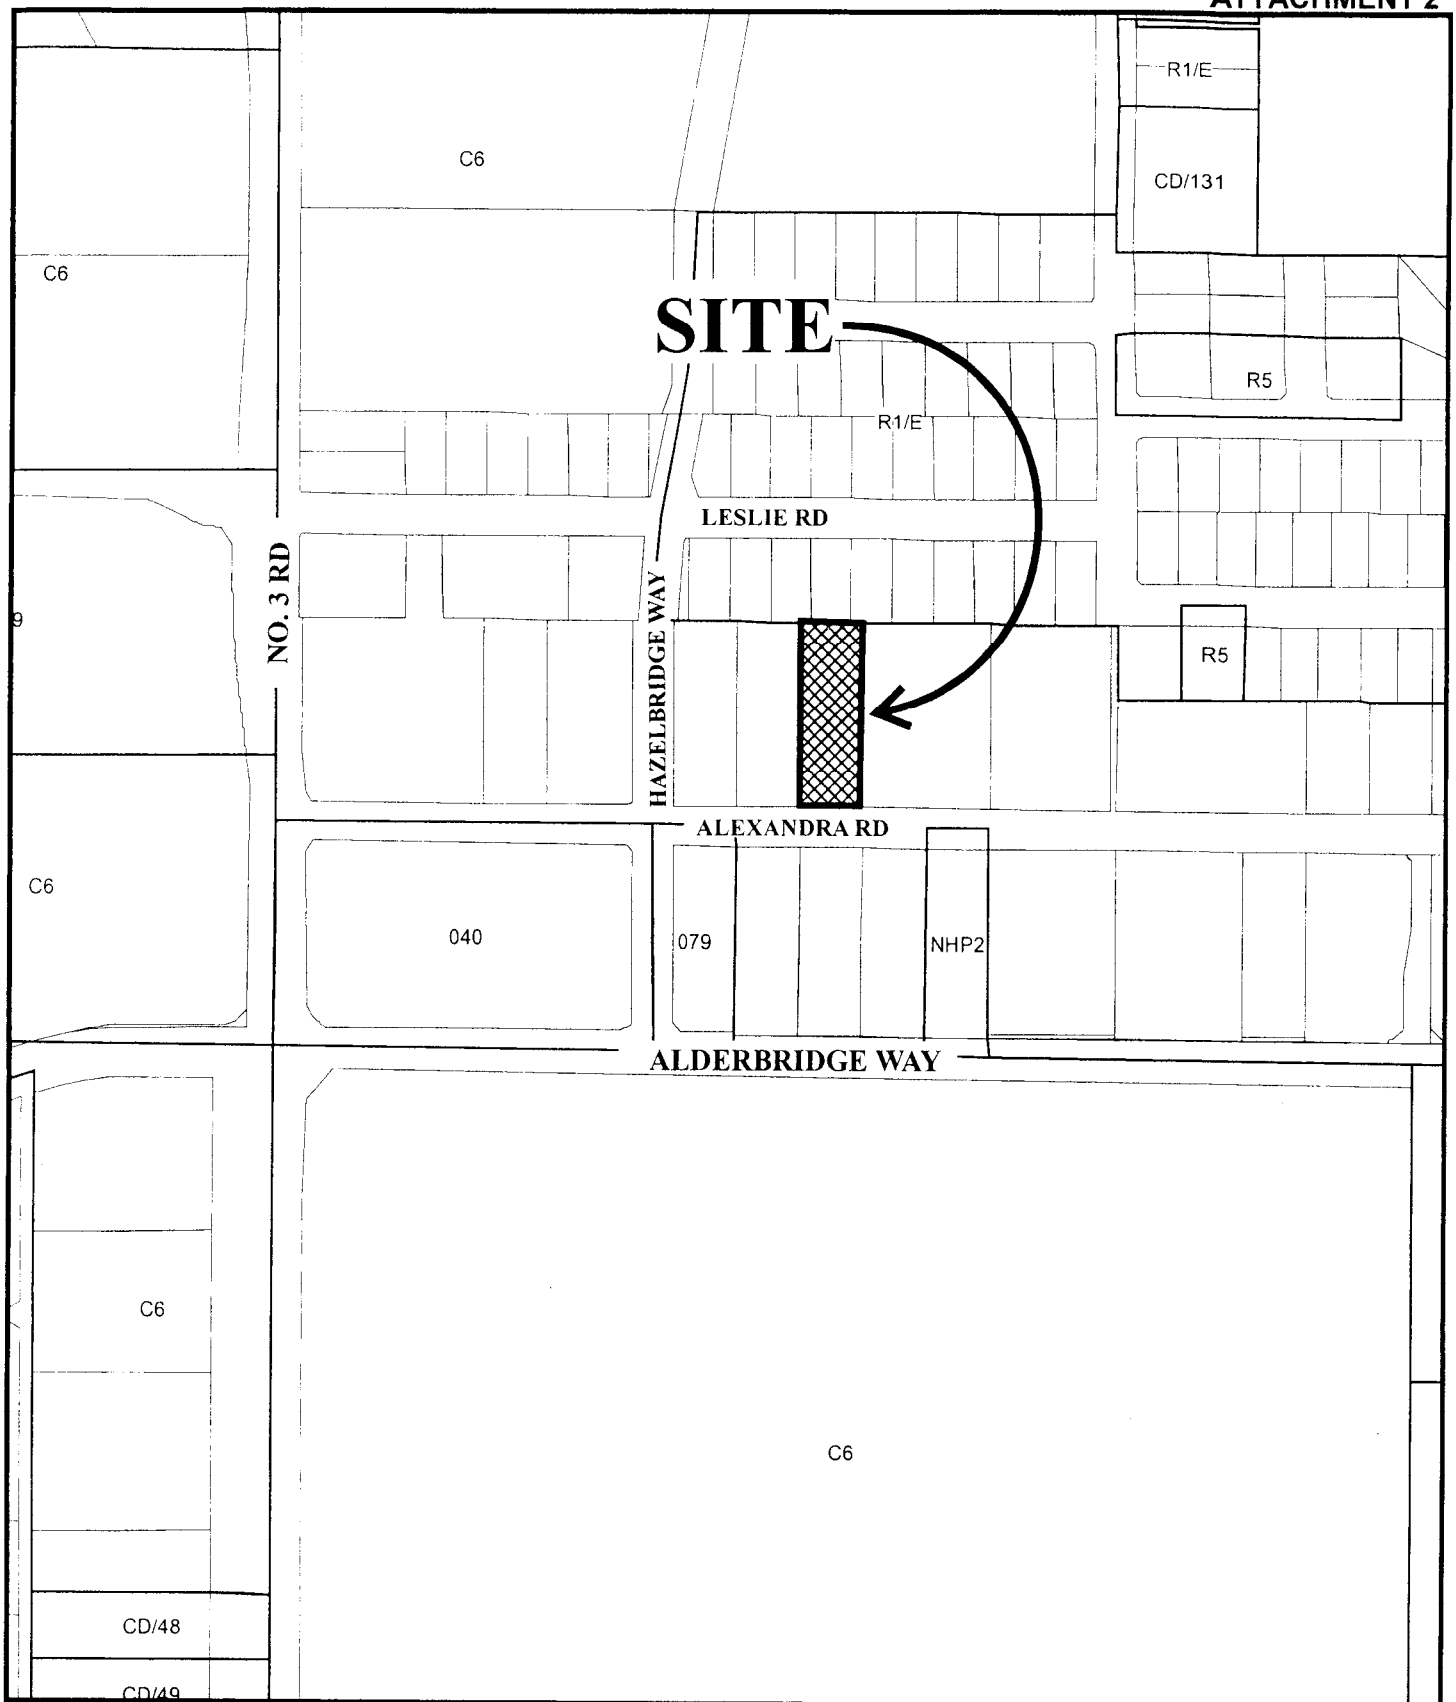 ATTACHMENT 2
R1/E
C6
CD/131
C6
SITE
R5
R1/E
LESLIE RD
NO. 3 RD
HAZELBRIDGE WAY
9
R5
ALEXANDRA RD
C6
040
079
NHP2
ALDERBRIDGE WAY
C6
C6
CD/48
CD/49